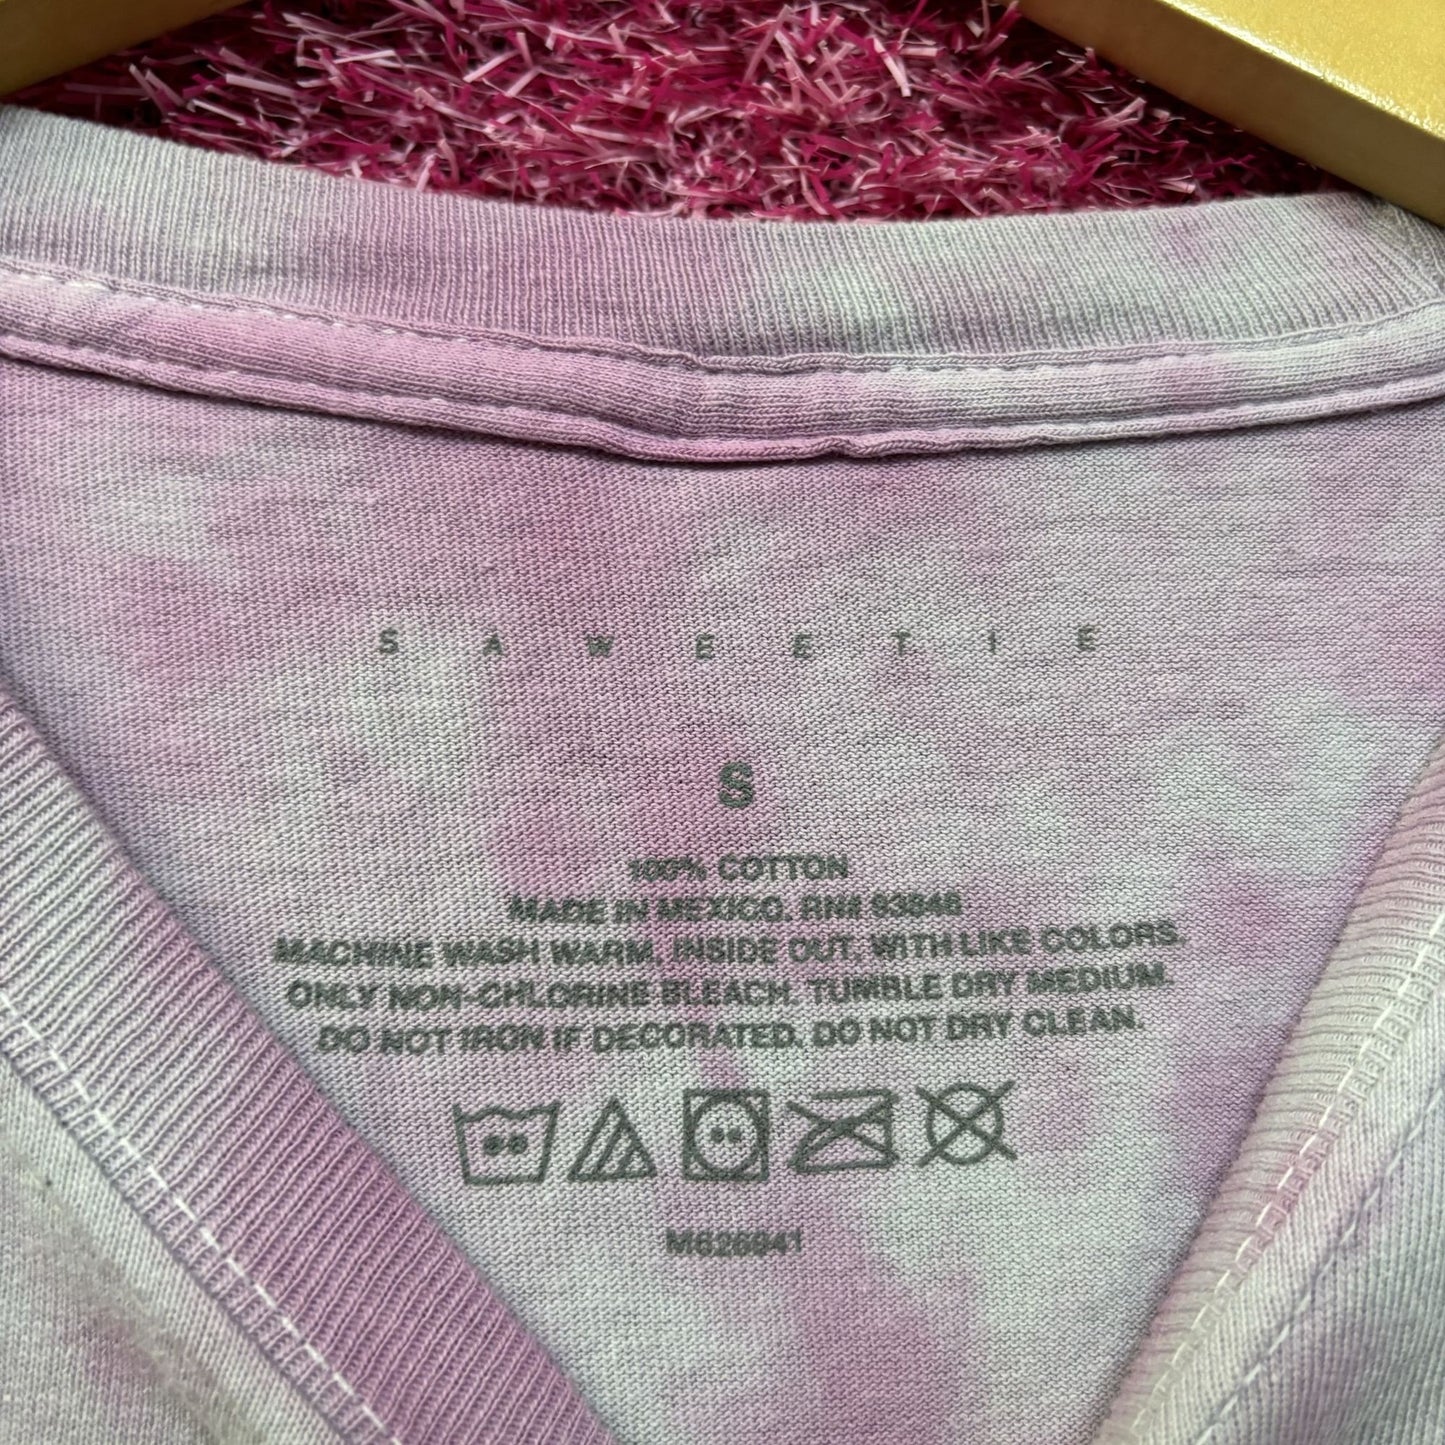 SAWEETIE
S
100% COTTON
MADE IN MEXICO. RN# 93846
MACHINE WASH WARM, INSIDE OUT, WITH LIKE COLORS.
ONLY NON-CHLORINE BLEACH. TUMBLE DRY MEDIUM.
DO NOT IRON IF DECORATED. DO NOT DRY CLEAN.
M626941